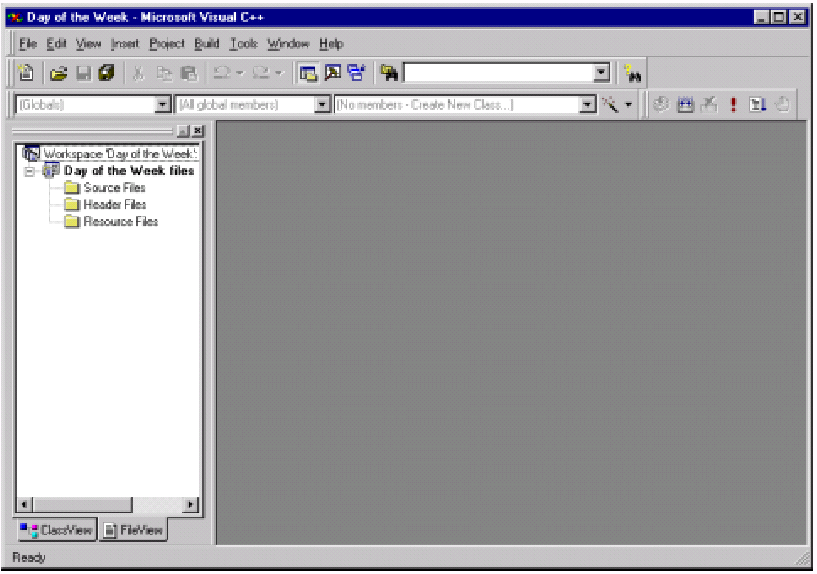 Day of the Week - Microsoft Visual C++
File Edit View Insert Project Build Tools Window Help
(Globals) (All global members) (No members - Create New Class...)
Workspace 'Day of the Week':
Day of the Week files
Source Files
Header Files
Resource Files
ClassView FileView
Ready